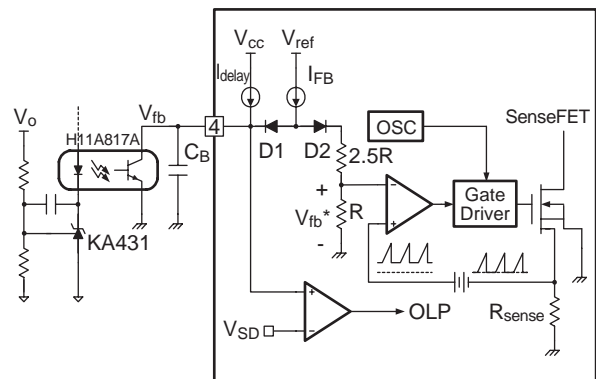 Vcc
Vref
Idelay
IFB
Vo
H11A817A
Vfb
4
CB
D1
D2
OSC
SenseFET
2.5R
+
Vfb*
-
R
−
+
Gate
Driver
KA431
VSD
+
−
OLP
Rsense